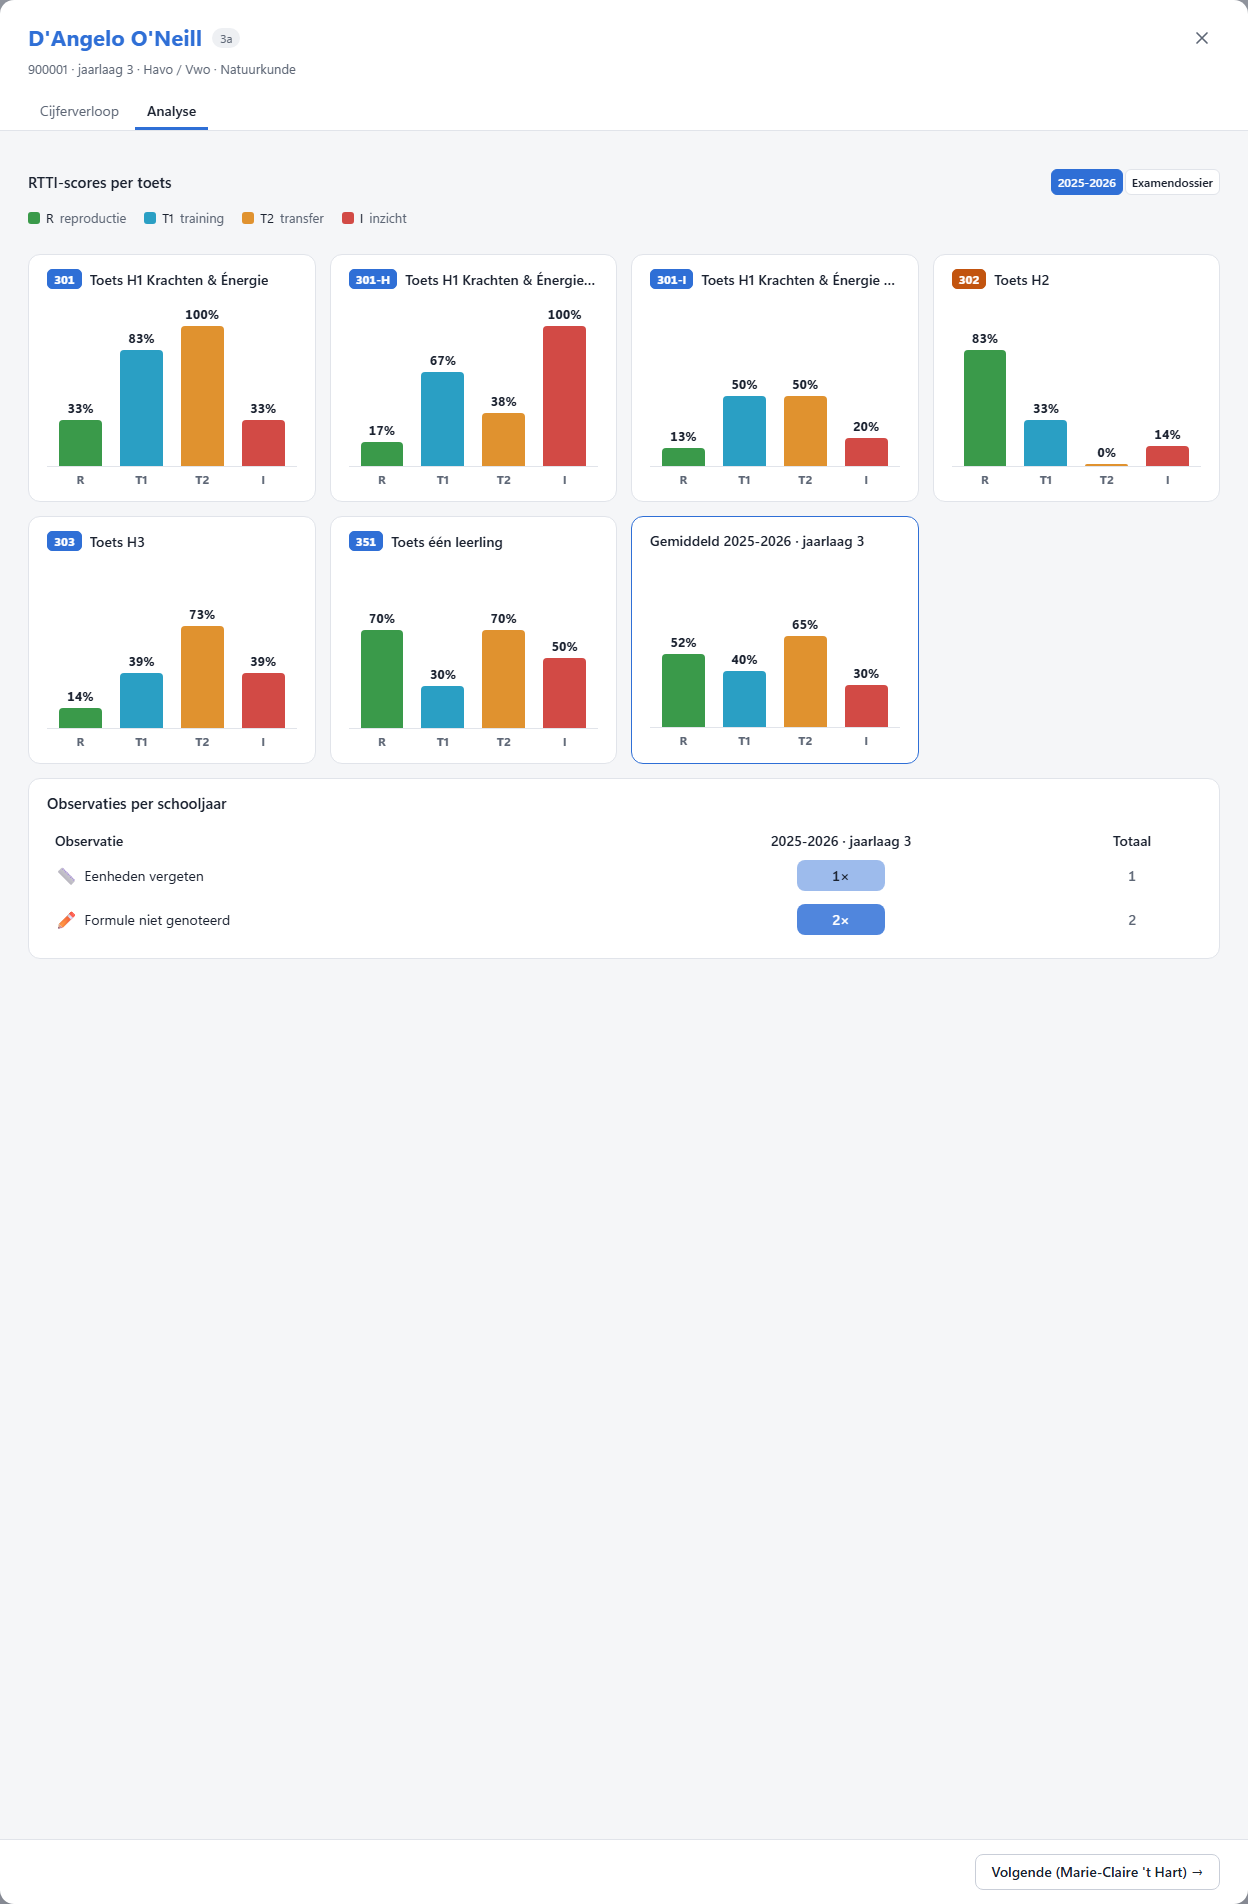 D'Angelo O'Neill 3a
900001 · jaarlaag 3 · Havo / Vwo · Natuurkunde
Cijferverloop Analyse
RTTI-scores per toets 2025-2026 Examendossier
R reproductie T1 training T2 transfer I inzicht
301 Toets H1 Krachten & Énergie
33% 83% 100% 33%
R T1 T2 I
301-H Toets H1 Krachten & Énergie...
17% 67% 38% 100%
R T1 T2 I
301-I Toets H1 Krachten & Énergie ...
13% 50% 50% 20%
R T1 T2 I
302 Toets H2
83% 33% 0% 14%
R T1 T2 I
303 Toets H3
14% 39% 73% 39%
R T1 T2 I
351 Toets één leerling
70% 30% 70% 50%
R T1 T2 I
Gemiddeld 2025-2026 · jaarlaag 3
52% 40% 65% 30%
R T1 T2 I
Observaties per schooljaar
Observatie 2025-2026 · jaarlaag 3 Totaal
Eenheden vergeten 1× 1
Formule niet genoteerd 2× 2
Volgende (Marie-Claire 't Hart) →